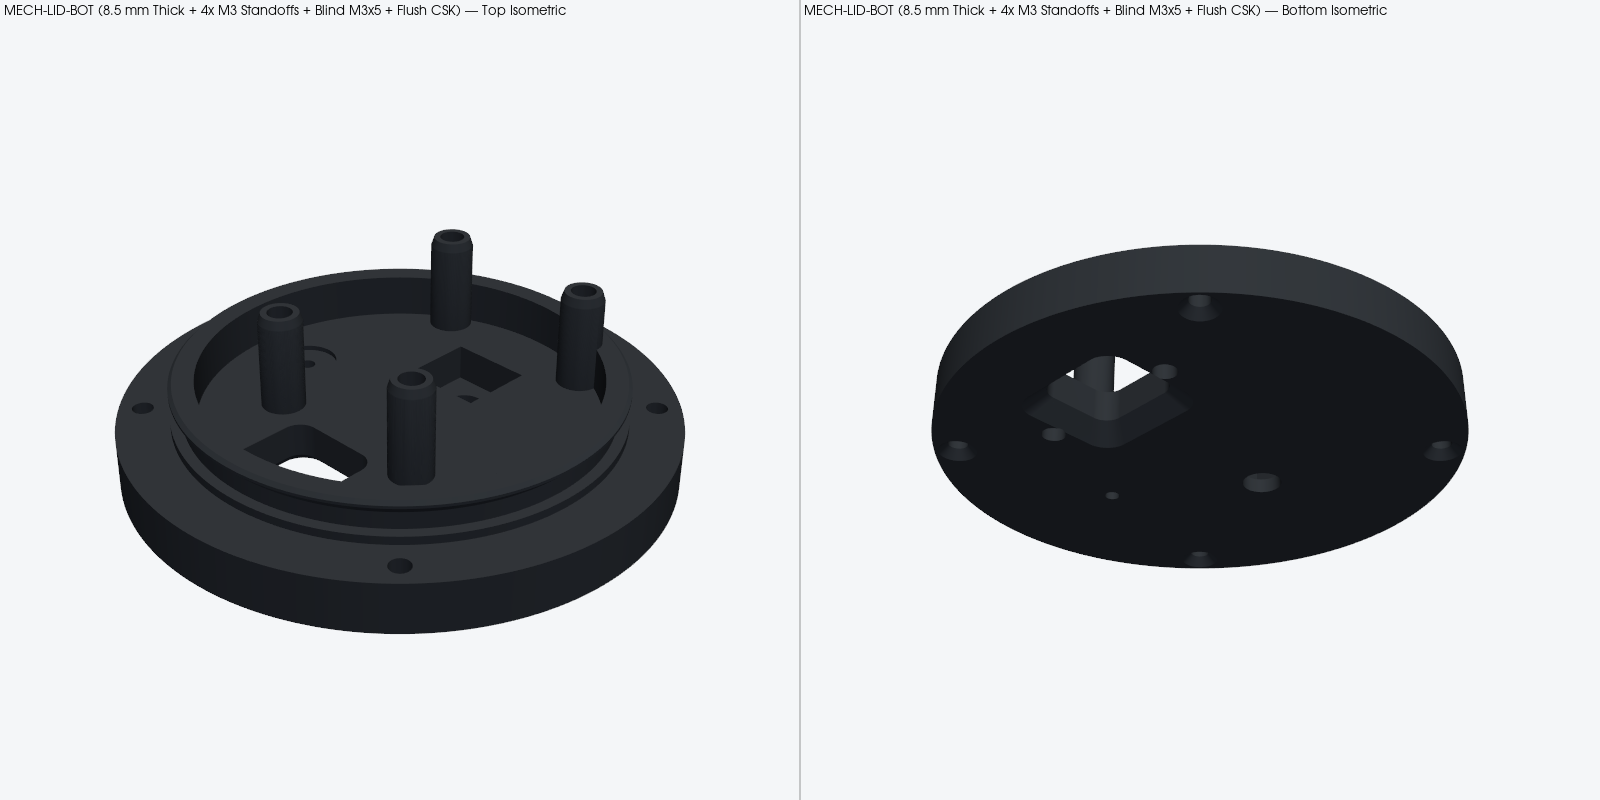 MECH-LID-BOT (8.5 mm Thick + 4x M3 Standoffs + Blind M3x5 + Flush CSK) — Top Isometric
MECH-LID-BOT (8.5 mm Thick + 4x M3 Standoffs + Blind M3x5 + Flush CSK) — Bottom Isometric